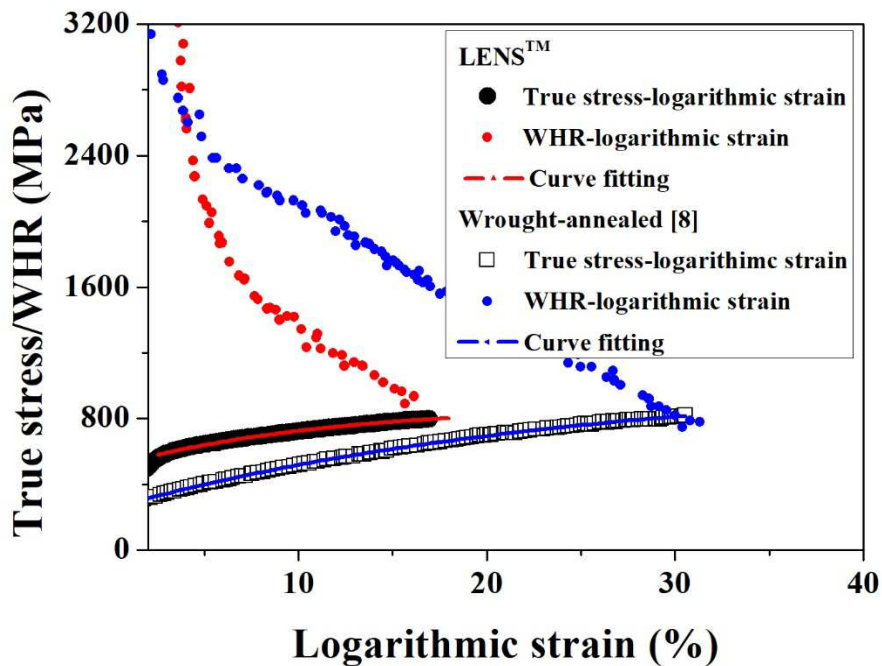 3200
2400
1600
800
0
True stress/WHR (MPa)
LENS™
True stress-logarithmic strain
WHR-logarithmic strain
Curve fitting
Wrought-annealed [8]
True stress-logarithimc strain
WHR-logarithmic strain
Curve fitting
10
20
30
40
Logarithmic strain (%)